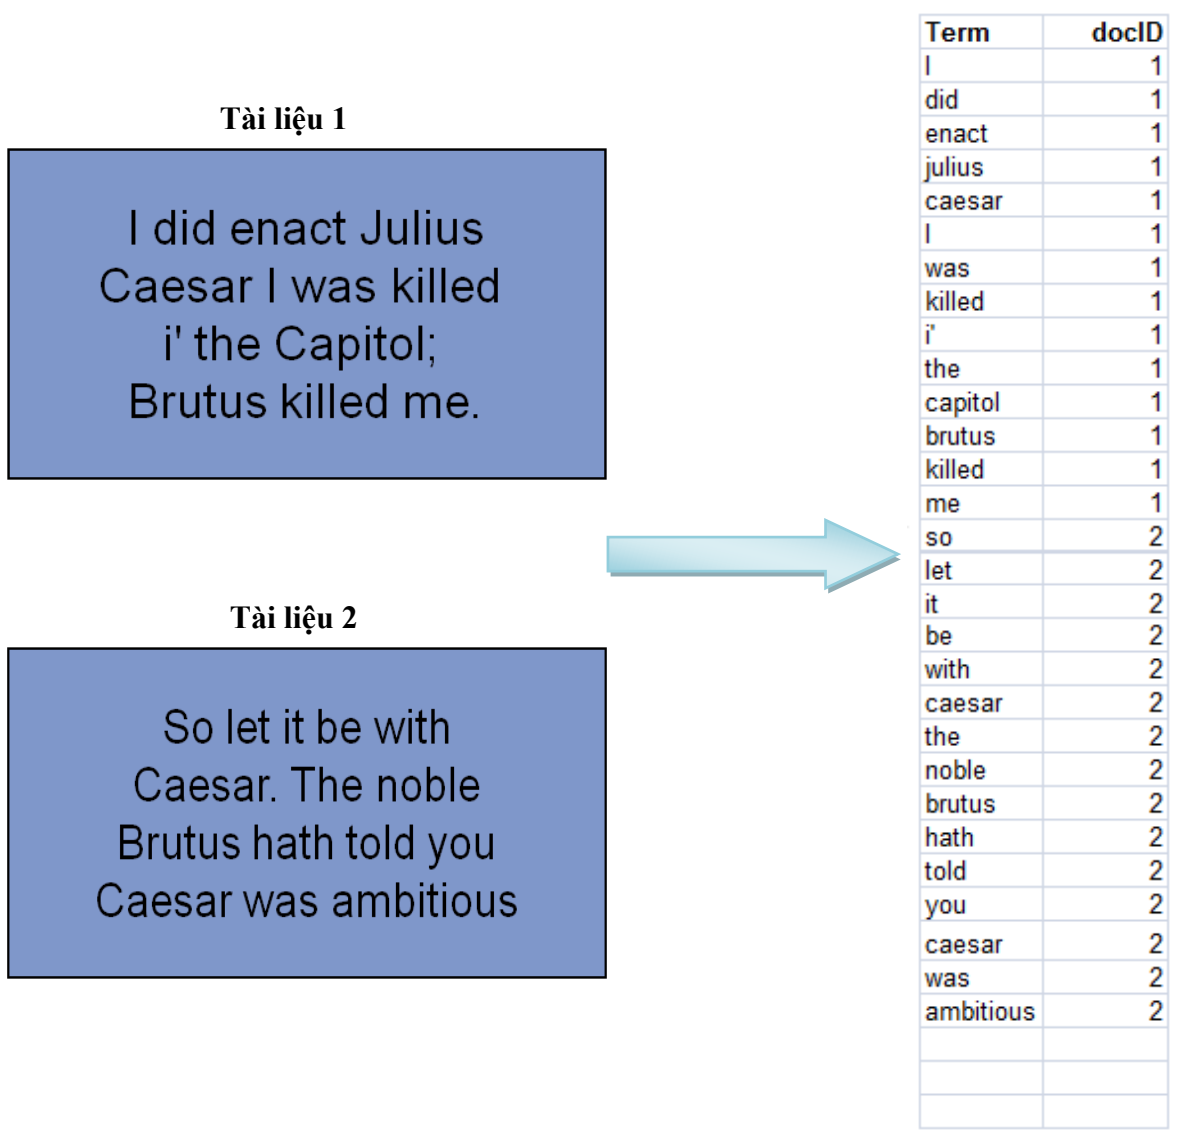 Tài liệu 1
I did enact Julius
Caesar I was killed
i' the Capitol;
Brutus killed me.
Tài liệu 2
So let it be with
Caesar. The noble
Brutus hath told you
Caesar was ambitious
Term docID
I 1
did 1
enact 1
julius 1
caesar 1
I 1
was 1
killed 1
i' 1
the 1
capitol 1
brutus 1
killed 1
me 1
so 2
let 2
it 2
be 2
with 2
caesar 2
the 2
noble 2
brutus 2
hath 2
told 2
you 2
caesar 2
was 2
ambitious 2